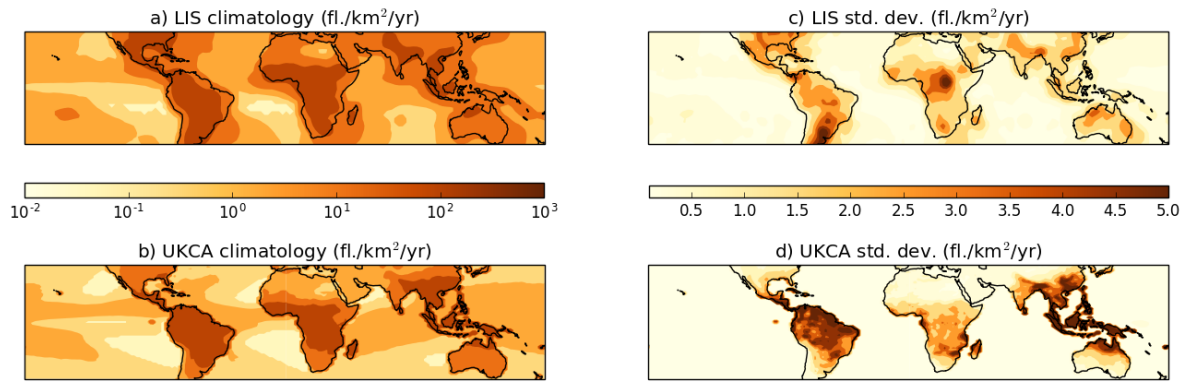 a) LIS climatology (fl./km²/yr)
c) LIS std. dev. (fl./km²/yr)
10⁻² 10⁻¹ 10⁰ 10¹ 10² 10³
0.5 1.0 1.5 2.0 2.5 3.0 3.5 4.0 4.5 5.0
b) UKCA climatology (fl./km²/yr)
d) UKCA std. dev. (fl./km²/yr)